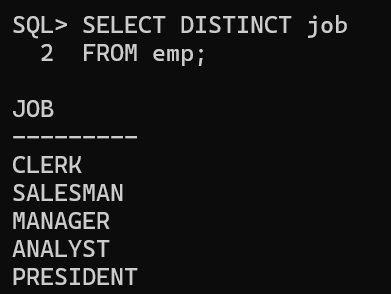 SQL> SELECT DISTINCT job
  2  FROM emp;

JOB
---------
CLERK
SALESMAN
MANAGER
ANALYST
PRESIDENT